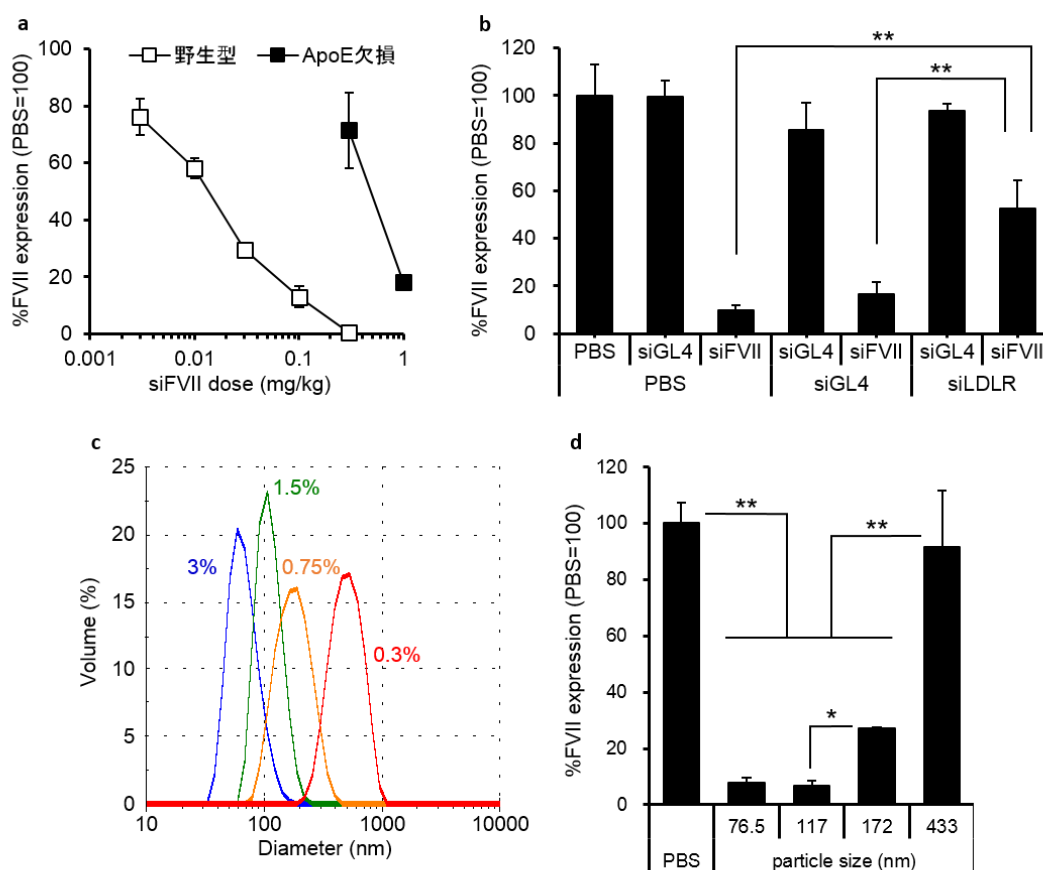 a
野生型 ApoE欠損
%FVII expression (PBS=100)
100
80
60
40
20
0
0.001 0.01 0.1 1
siFVII dose (mg/kg)
b
**
**
%FVII expression (PBS=100)
120
100
80
60
40
20
0
PBS siGL4 siFVII siGL4 siFVII siGL4 siFVII
PBS siGL4 siLDLR
c
Volume (%)
25
20
15
10
5
0
3%
1.5%
0.75%
0.3%
10 100 1000 10000
Diameter (nm)
d
%FVII expression (PBS=100)
120
100
80
60
40
20
0
**
**
*
76.5 117 172 433
PBS particle size (nm)